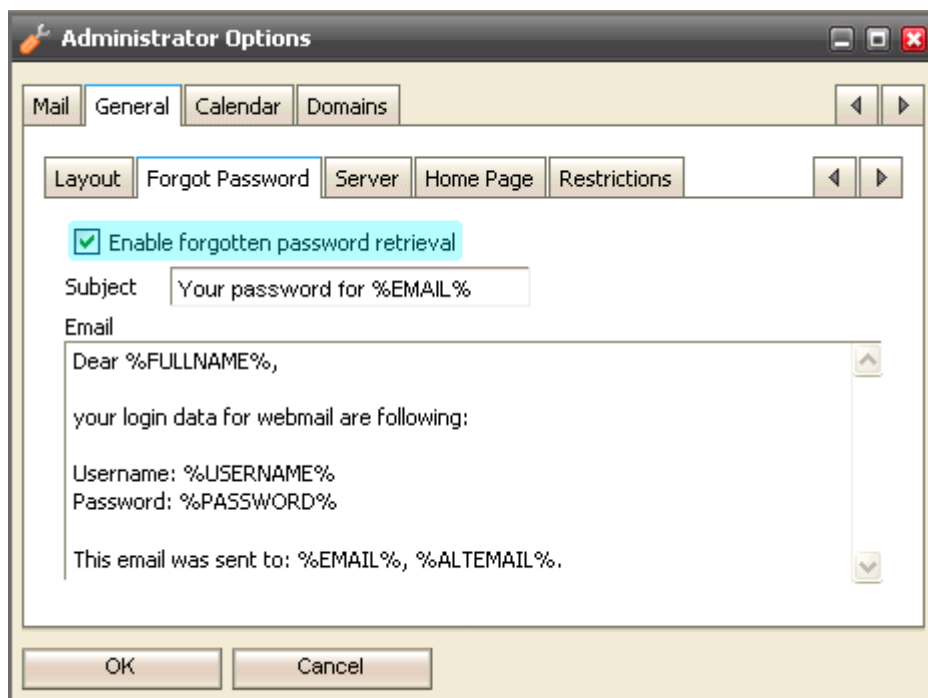 Administrator Options
Mail General Calendar Domains
Layout Forgot Password Server Home Page Restrictions
Enable forgotten password retrieval
Subject Your password for %EMAIL%
Email
Dear %FULLNAME%,
your login data for webmail are following:
Username: %USERNAME%
Password: %PASSWORD%
This email was sent to: %EMAIL%, %ALTEMAIL%.
OK Cancel